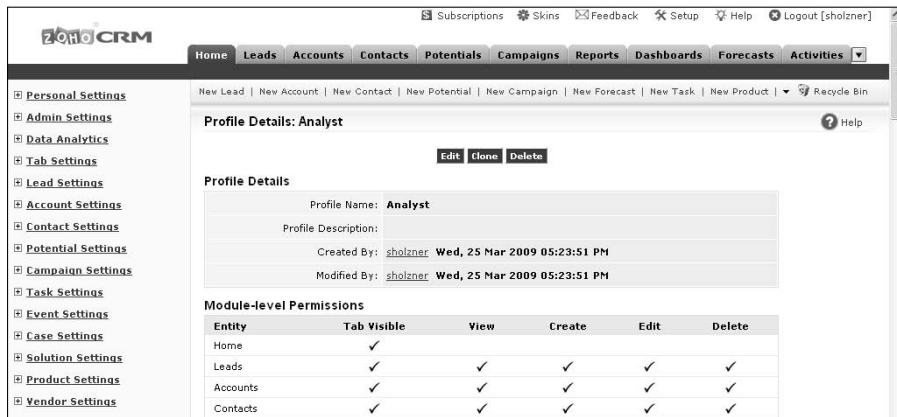 Subscriptions Skins Feedback Setup Help Logout [sholzner]
ZOHO CRM
Home Leads Accounts Contacts Potentials Campaigns Reports Dashboards Forecasts Activities
New Lead | New Account | New Contact | New Potential | New Campaign | New Forecast | New Task | New Product | Recycle Bin
Personal Settings
Admin Settings
Data Analytics
Tab Settings
Lead Settings
Account Settings
Contact Settings
Potential Settings
Campaign Settings
Task Settings
Event Settings
Case Settings
Solution Settings
Product Settings
Vendor Settings
Profile Details: Analyst
Help
Edit Clone Delete
Profile Details
Profile Name: Analyst
Profile Description:
Created By: sholzner Wed, 25 Mar 2009 05:23:51 PM
Modified By: sholzner Wed, 25 Mar 2009 05:23:51 PM
Module-level Permissions
Entity Tab Visible View Create Edit Delete
Home ✓
Leads ✓ ✓ ✓ ✓ ✓
Accounts ✓ ✓ ✓ ✓ ✓
Contacts ✓ ✓ ✓ ✓ ✓